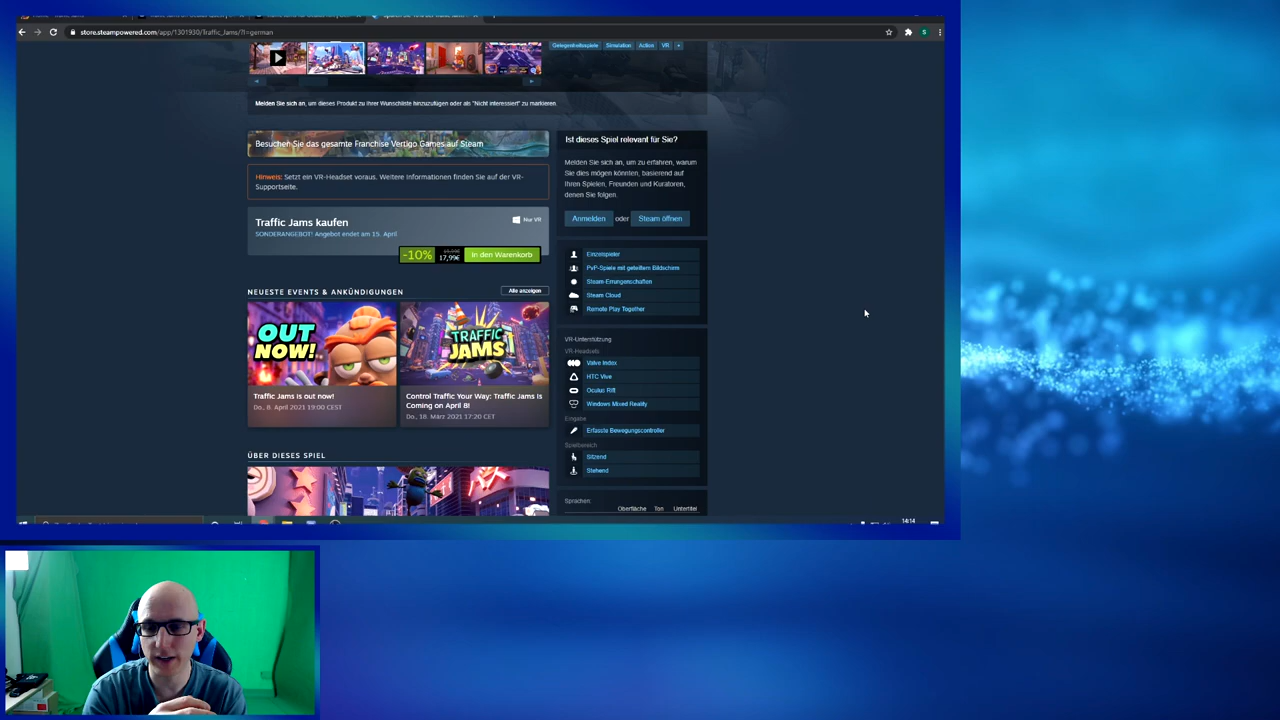 store.steampowered.com/app/1301930/Traffic_Jams/?l=german
Gelegenheitsspiele Simulation Action VR +
Melden Sie sich an, um dieses Produkt zu Ihrer Wunschliste hinzuzufügen oder als "Nicht interessiert" zu markieren.
Besuchen Sie das gesamte Franchise Vertigo Games auf Steam
Hinweis: Setzt ein VR-Headset voraus. Weitere Informationen finden Sie auf der VR-
Supportseite.
Traffic Jams kaufen
Nur VR
SONDERANGEBOT! Angebot endet am 15. April
-10%
19,99€
17,99€
In den Warenkorb
NEUESTE EVENTS & ANKÜNDIGUNGEN
Alle anzeigen
OUT
NOW!
TRAFFIC
JAMS
Traffic Jams is out now!
Do., 8. April 2021 19:00 CEST
Control Traffic Your Way: Traffic Jams Is
Coming on April 8!
Do., 18. März 2021 17:20 CET
ÜBER DIESES SPIEL
Ist dieses Spiel relevant für Sie?
Melden Sie sich an, um zu erfahren, warum
Sie dies mögen könnten, basierend auf
Ihren Spielen, Freunden und Kuratoren,
denen Sie folgen.
Anmelden oder Steam öffnen
Einzelspieler
PvP-Spiele mit geteiltem Bildschirm
Steam-Errungenschaften
Steam Cloud
Remote Play Together
VR-Unterstützung
VR-Headsets
Valve Index
HTC Vive
Oculus Rift
Windows Mixed Reality
Eingabe
Erfasste Bewegungscontroller
Spielbereich
Sitzend
Stehend
Sprachen:
Oberfläche Ton Untertitel
14:14